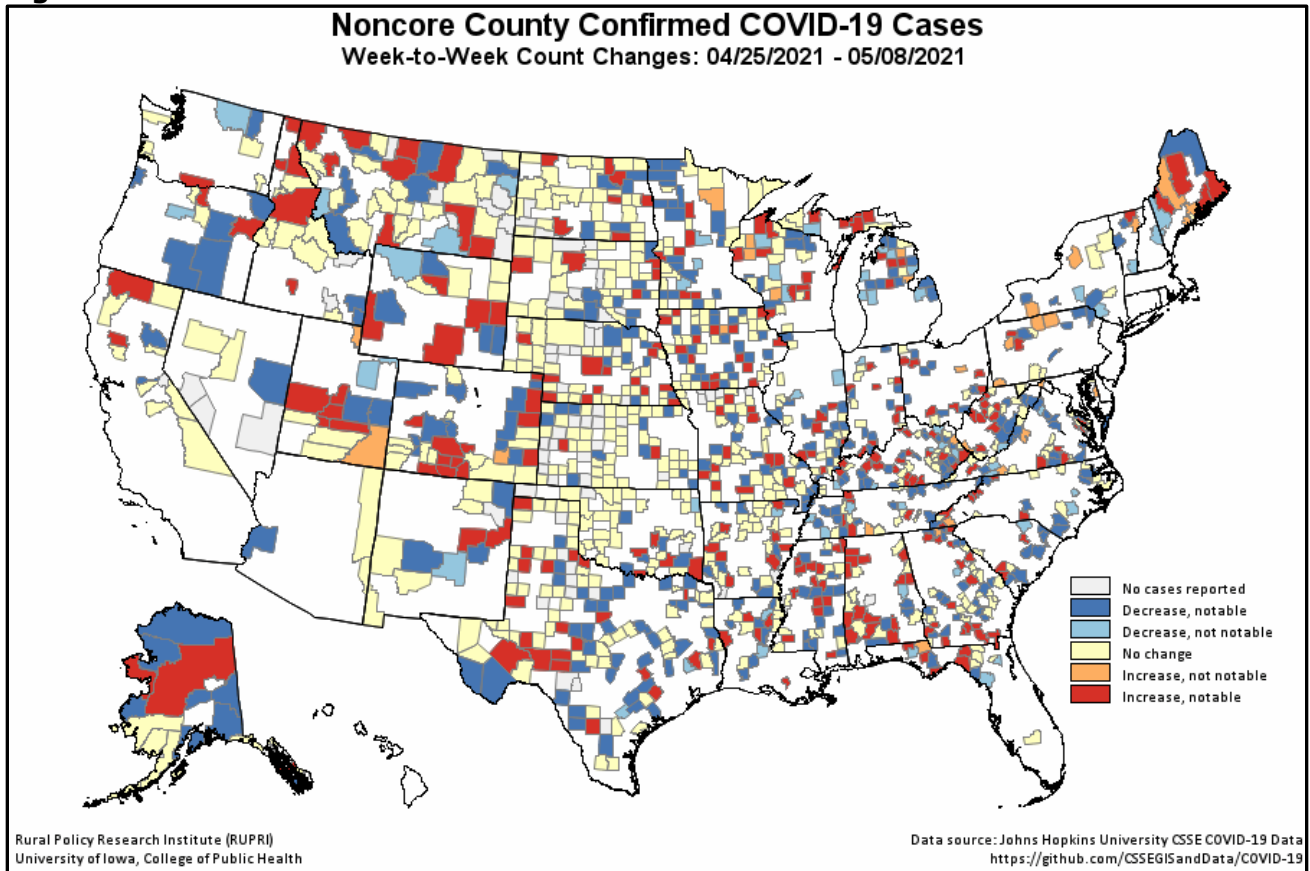 Noncore County Confirmed COVID-19 Cases
Week-to-Week Count Changes: 04/25/2021 - 05/08/2021
No cases reported
Decrease, notable
Decrease, not notable
No change
Increase, not notable
Increase, notable
Rural Policy Research Institute (RUPRI)
University of Iowa, College of Public Health
Data source: Johns Hopkins University CSSE COVID-19 Data
https://github.com/CSSEGISandData/COVID-19